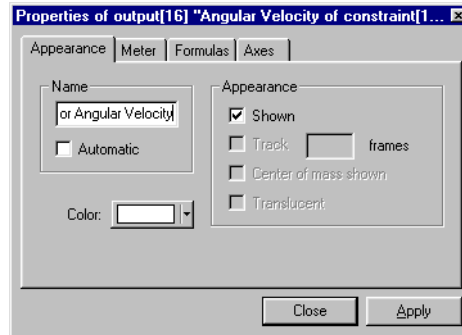 Properties of output[16] "Angular Velocity of constraint[1...
Appearance Meter Formulas Axes
Name
or Angular Velocity
Automatic
Color:
Appearance
Shown
Track frames
Center of mass shown
Translucent
Close Apply